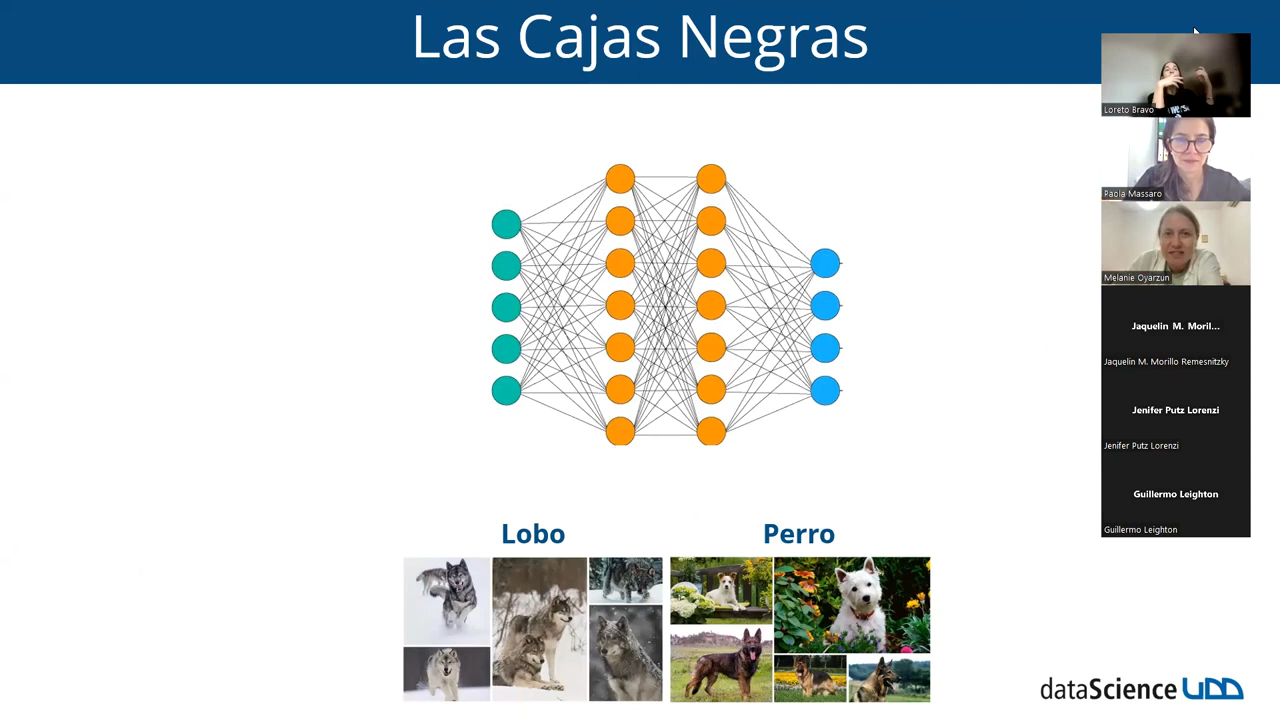 Las Cajas Negras
Loreto Bravo
Paola Massaro
Melanie Oyarzun
Jaquelin M. Moril...
Jaquelin M. Morillo Remesnitzky
Jenifer Putz Lorenzi
Jenifer Putz Lorenzi
Guillermo Leighton
Guillermo Leighton
Lobo
Perro
dataScience UDD